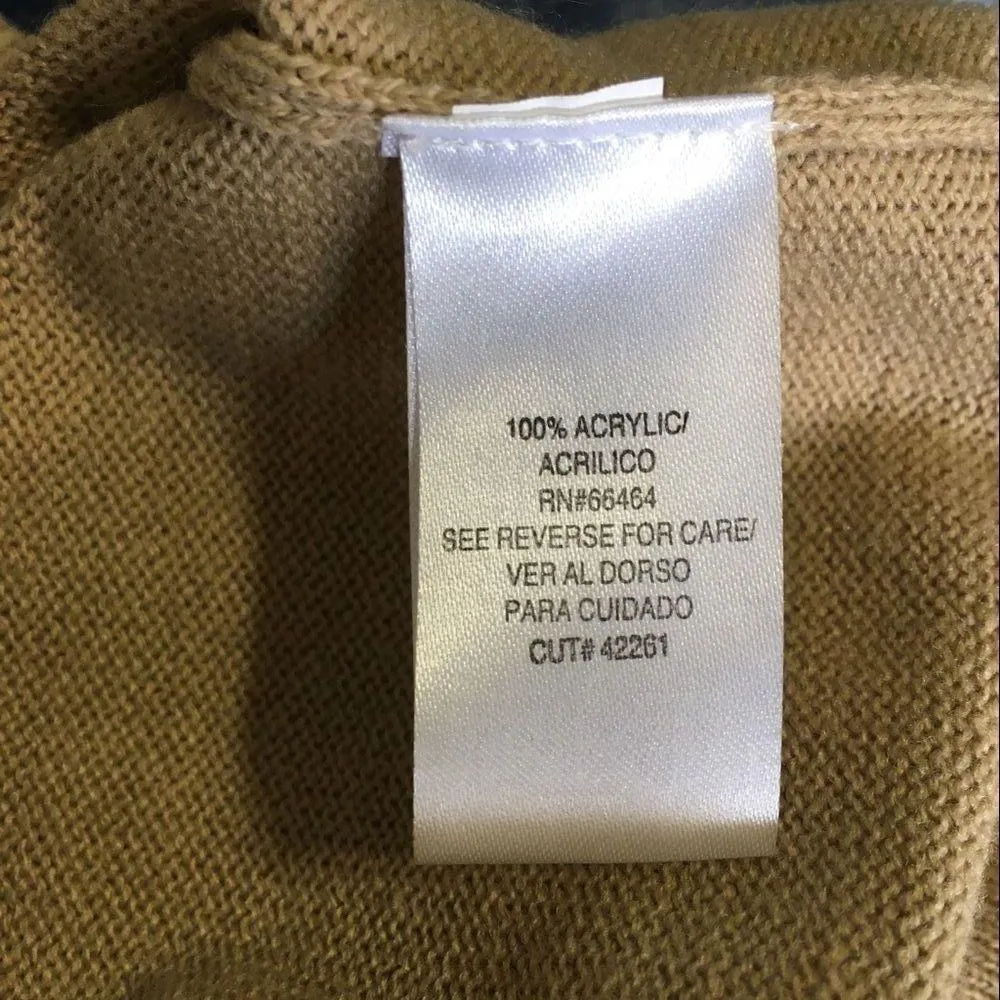 100% ACRYLIC/
ACRILICO
RN#66464
SEE REVERSE FOR CARE/
VER AL DORSO
PARA CUIDADO
CUT# 42261